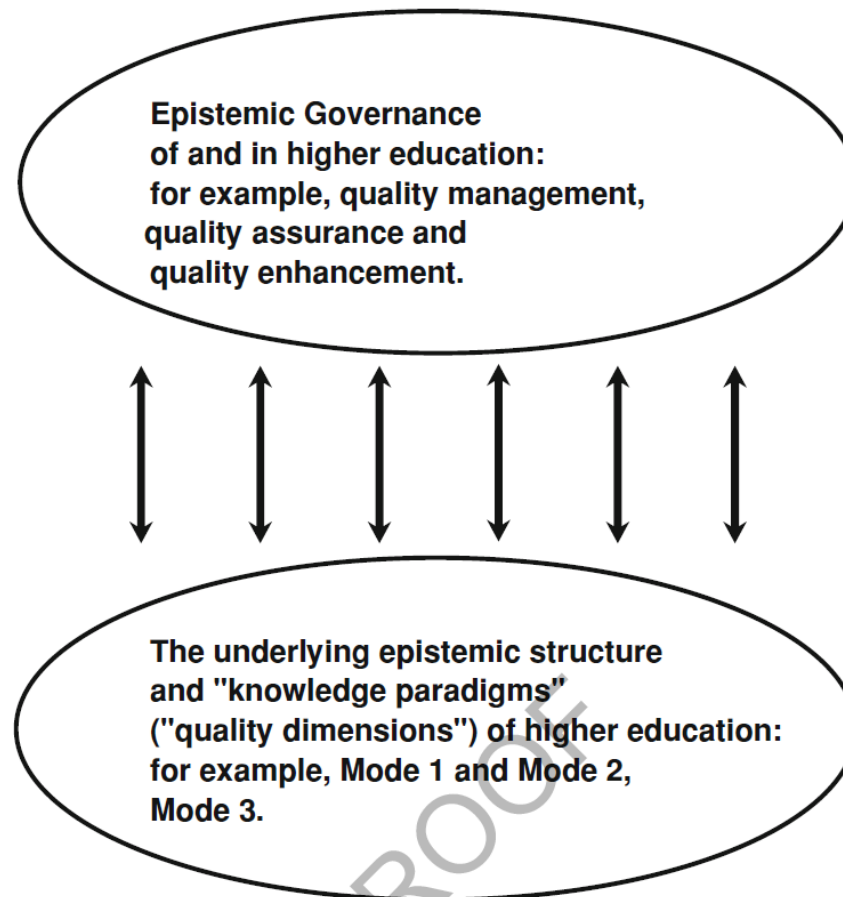 Epistemic Governance
of and in higher education:
for example, quality management,
quality assurance and
quality enhancement.
The underlying epistemic structure
and "knowledge paradigms"
("quality dimensions") of higher education:
for example, Mode 1 and Mode 2,
Mode 3.
ROOF